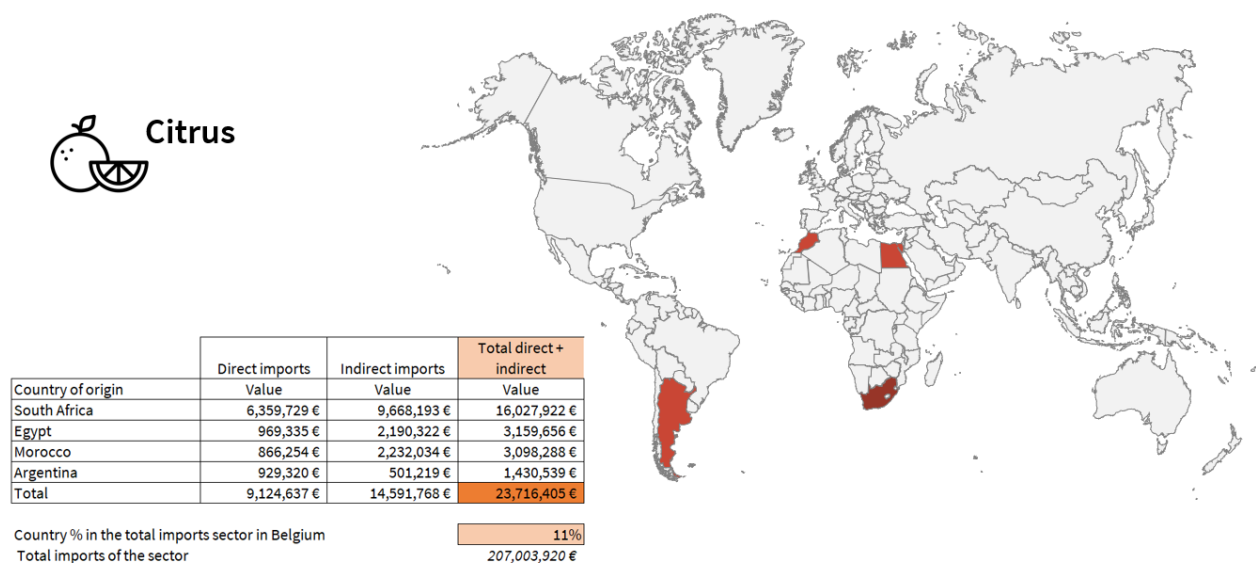 Citrus
Direct imports Indirect imports Total direct +
indirect
Country of origin Value Value Value
South Africa 6,359,729 € 9,668,193 € 16,027,922 €
Egypt 969,335 € 2,190,322 € 3,159,656 €
Morocco 866,254 € 2,232,034 € 3,098,288 €
Argentina 929,320 € 501,219 € 1,430,539 €
Total 9,124,637 € 14,591,768 € 23,716,405 €
Country % in the total imports sector in Belgium 11%
Total imports of the sector 207,003,920 €